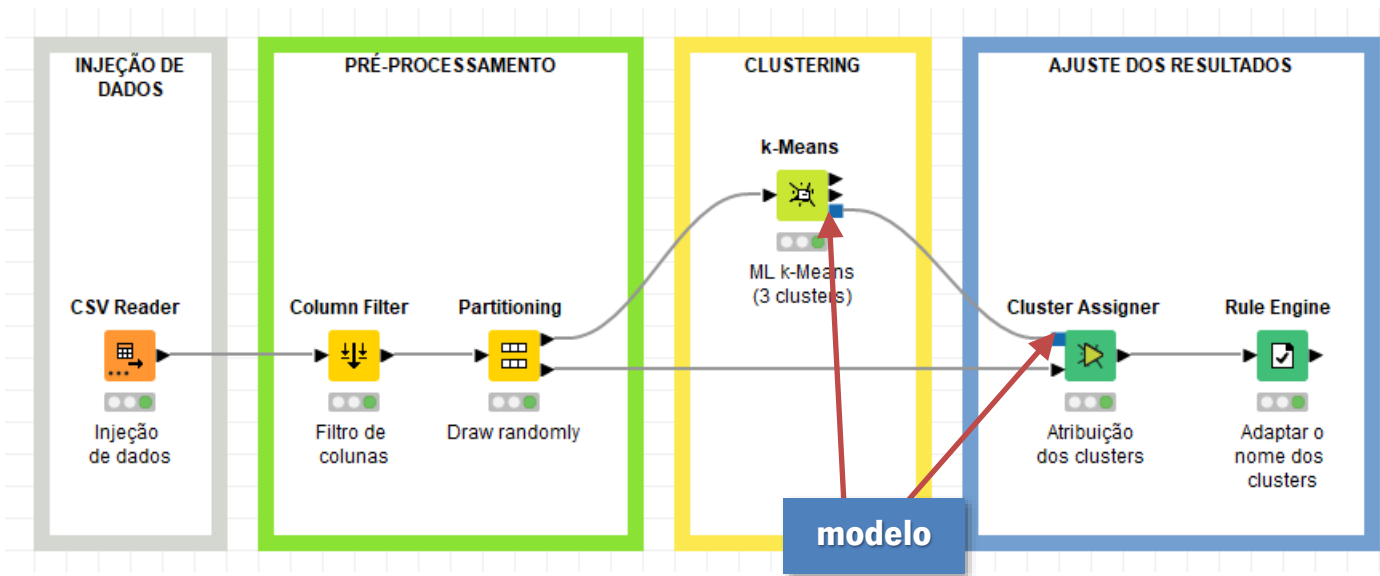 INJEÇÃO DE
DADOS
PRÉ-PROCESSAMENTO
CLUSTERING
AJUSTE DOS RESULTADOS
k-Means
ML k-Means
(3 clusters)
CSV Reader
Column Filter
Partitioning
Cluster Assigner
Rule Engine
Injeção
de dados
Filtro de
colunas
Draw randomly
Atribuição
dos clusters
Adaptar o
nome dos
clusters
modelo